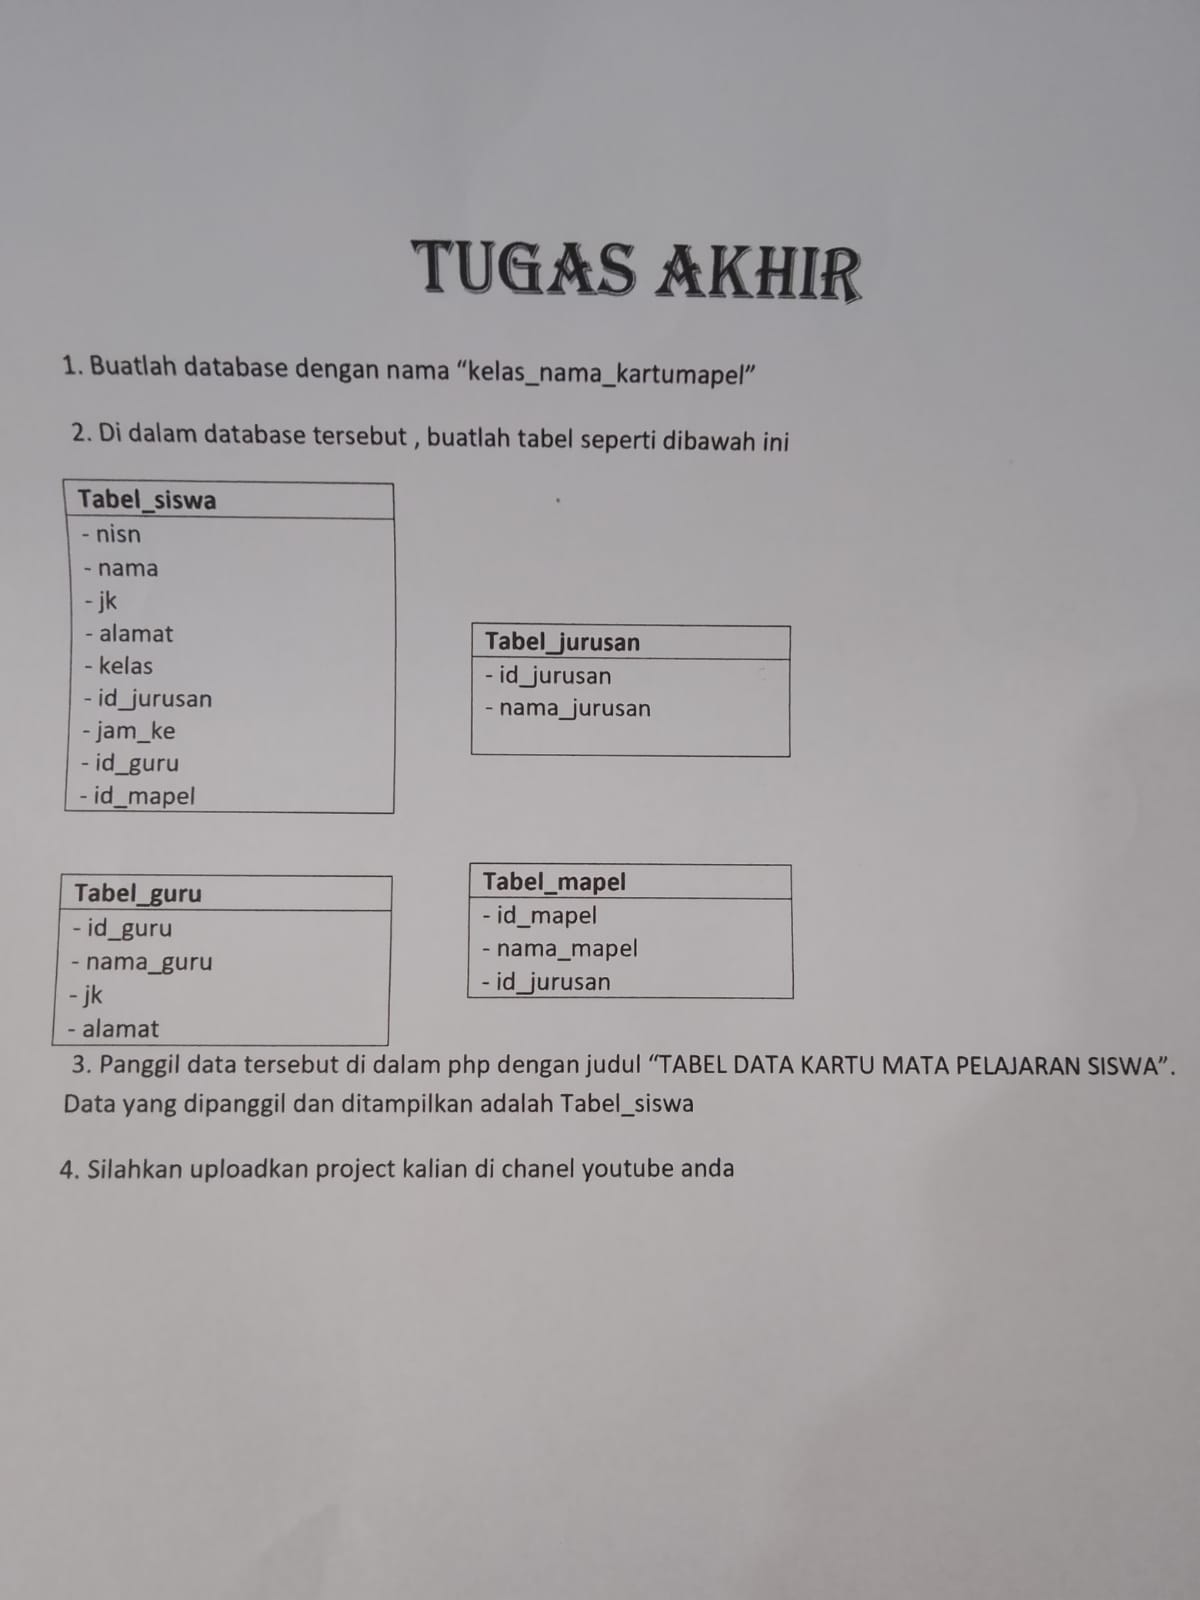 TUGAS AKHIR
1. Buatlah database dengan nama “kelas_nama_kartumapel”
2. Di dalam database tersebut , buatlah tabel seperti dibawah ini
Tabel_siswa
- nisn
- nama
- jk
- alamat
- kelas
- id_jurusan
- jam_ke
- id_guru
- id_mapel
Tabel_jurusan
- id_jurusan
- nama_jurusan
Tabel_guru
- id_guru
- nama_guru
- jk
- alamat
Tabel_mapel
- id_mapel
- nama_mapel
- id_jurusan
3. Panggil data tersebut di dalam php dengan judul “TABEL DATA KARTU MATA PELAJARAN SISWA”.
Data yang dipanggil dan ditampilkan adalah Tabel_siswa
4. Silahkan uploadkan project kalian di chanel youtube anda